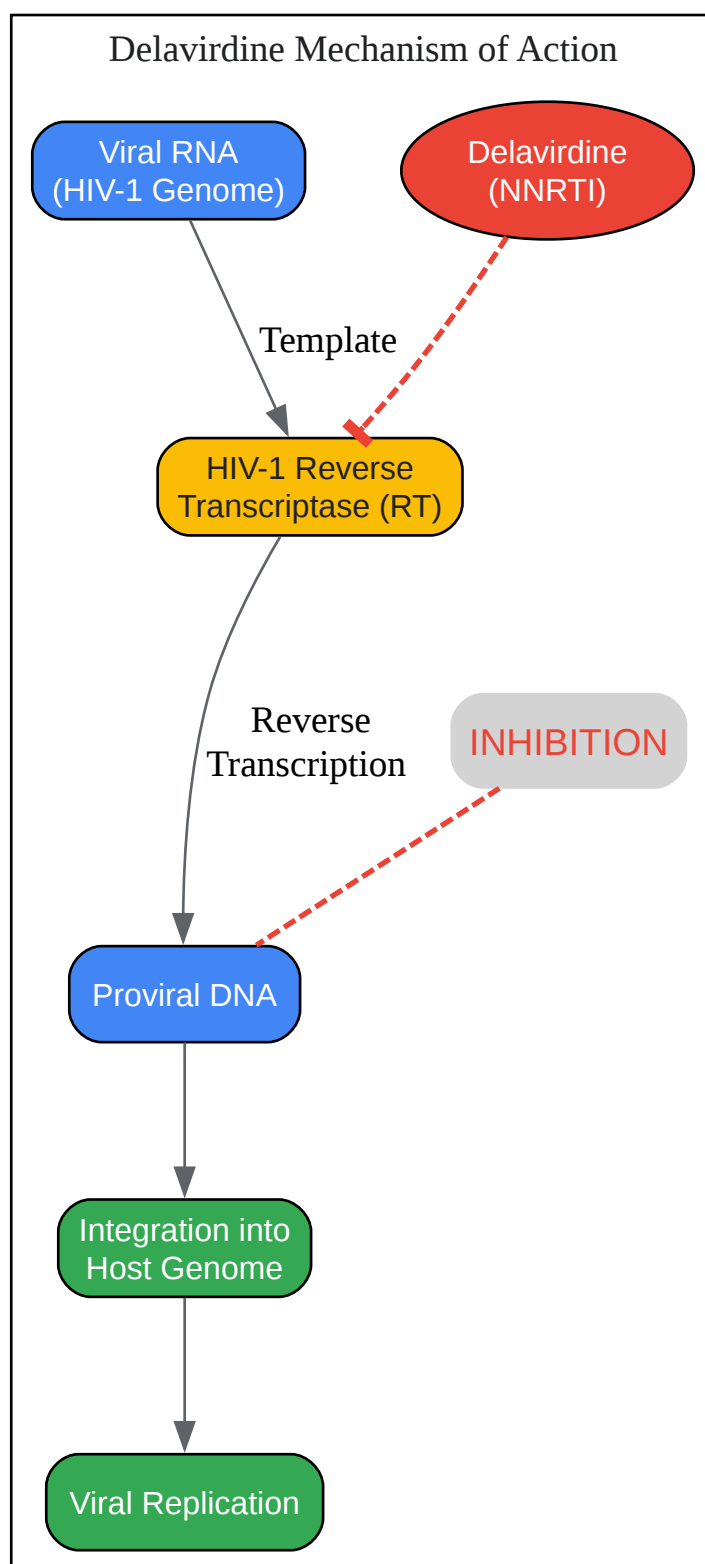 Delavirdine Mechanism of Action
Viral RNA
(HIV-1 Genome)
Delavirdine
(NNRTI)
Template
HIV-1 Reverse
Transcriptase (RT)
Reverse
Transcription
INHIBITION
Proviral DNA
Integration into
Host Genome
Viral Replication